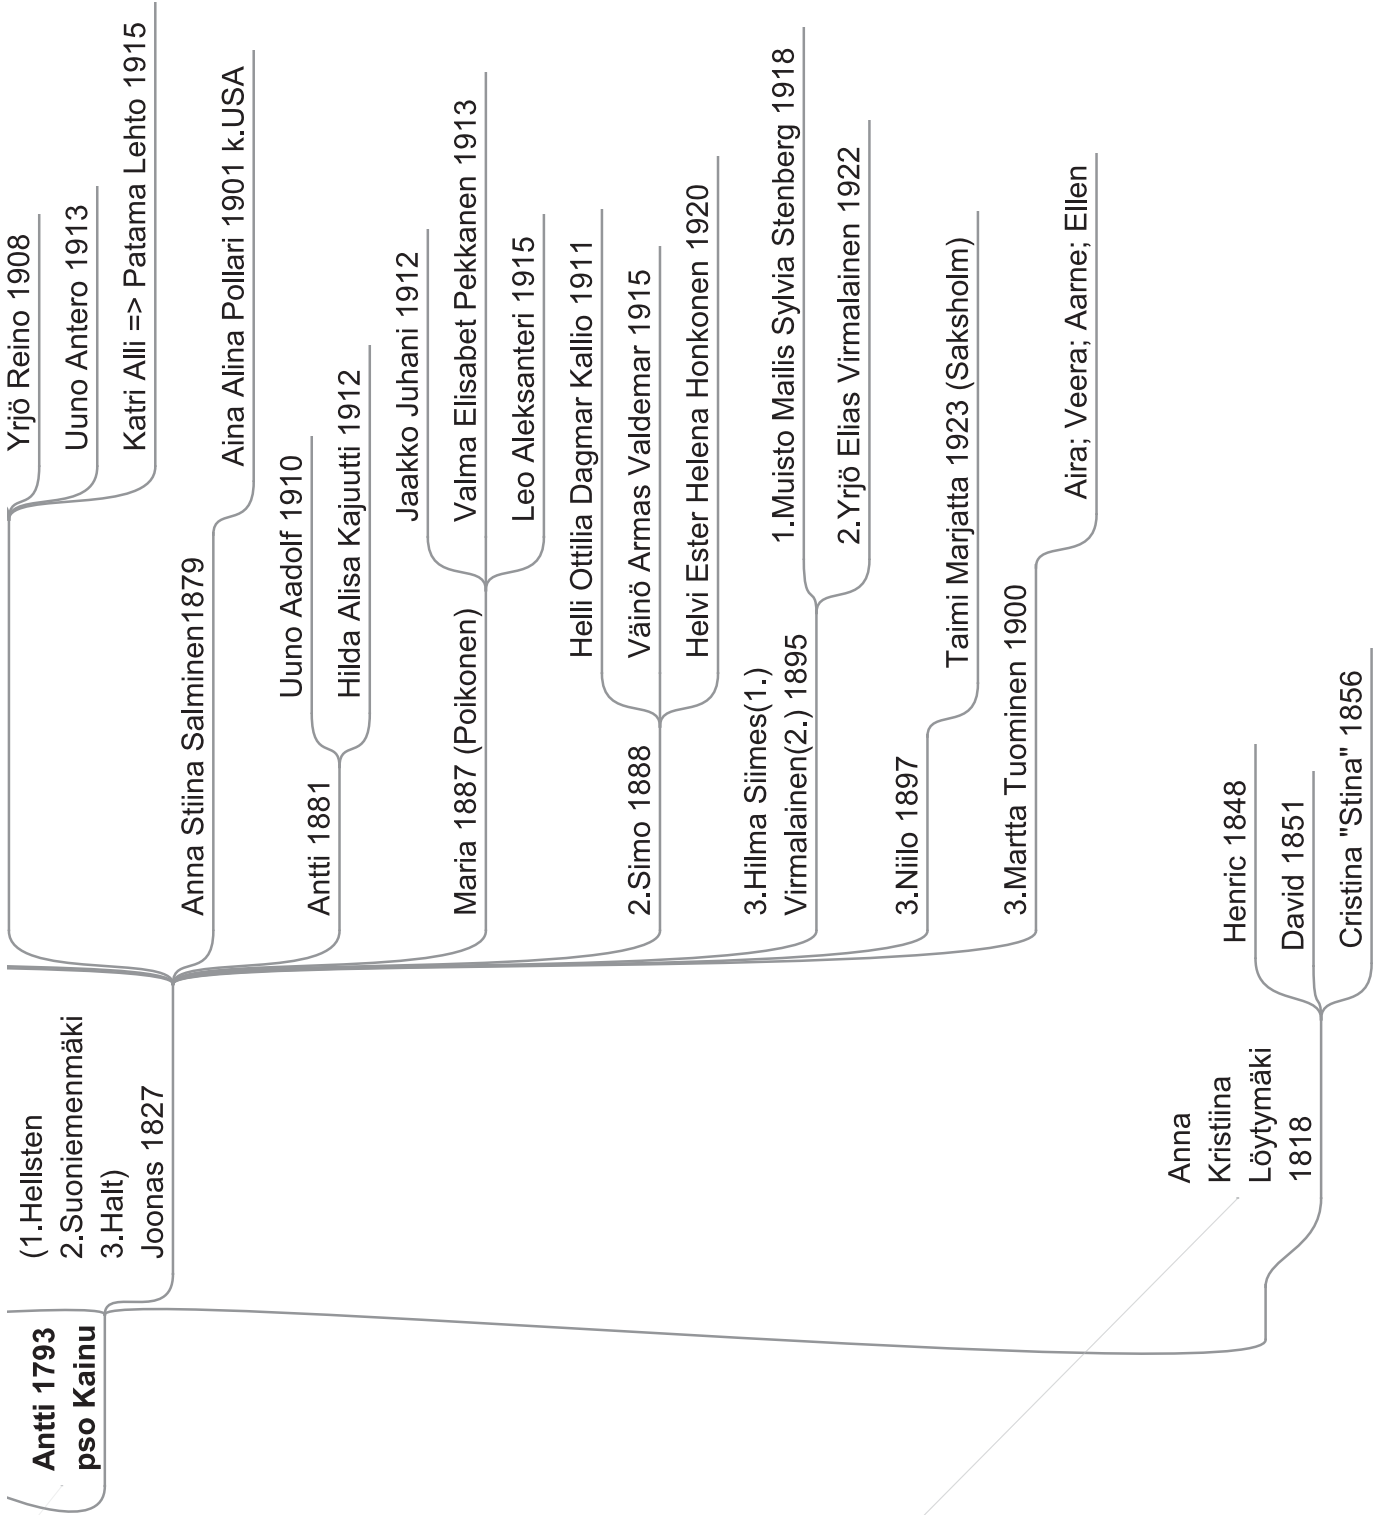 Antti 1793
pso Kainu
(1.Hellsten
2.Suoniemenmäki
3.Halt)
Joonas 1827
Yrjö Reino 1908
Uuno Antero 1913
Katri Alli => Patama Lehto 1915
Anna Stiina Salminen1879
Aina Alina Pollari 1901 k.USA
Antti 1881
Uuno Aadolf 1910
Hilda Alisa Kajuutti 1912
Maria 1887 (Poikonen)
Jaakko Juhani 1912
Valma Elisabet Pekkanen 1913
Leo Aleksanteri 1915
2.Simo 1888
Helli Ottilia Dagmar Kallio 1911
Väinö Armas Valdemar 1915
Helvi Ester Helena Honkonen 1920
3.Hilma Siimes(1.)
Virmalainen(2.) 1895
1.Muisto Mailis Sylvia Stenberg 1918
2.Yrjö Elias Virmalainen 1922
3.Niilo 1897
Taimi Marjatta 1923 (Saksholm)
3.Martta Tuominen 1900
Aira; Veera; Aarne; Ellen
Anna
Kristiina
Löytymäki
1818
Henric 1848
David 1851
Cristina "Stina" 1856